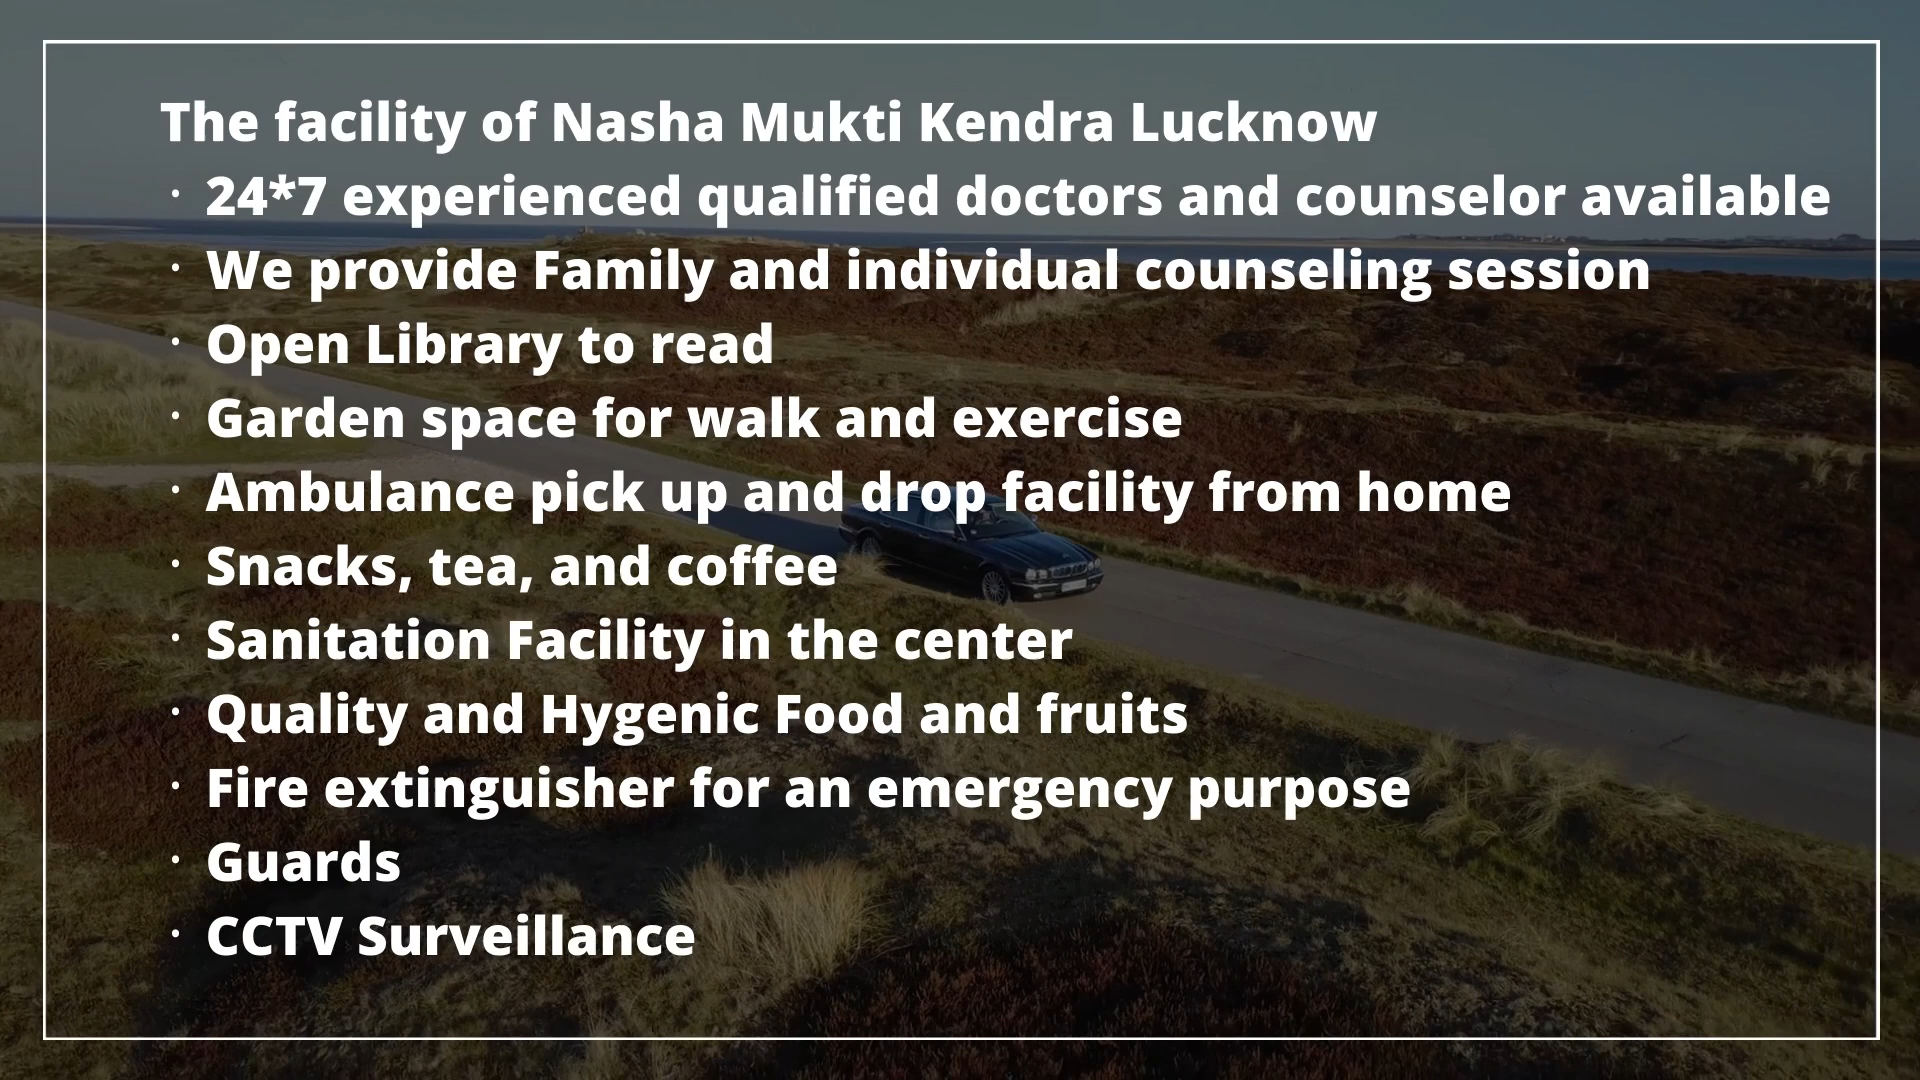 The facility of Nasha Mukti Kendra Lucknow
· 24*7 experienced qualified doctors and counselor available
· We provide Family and individual counseling session
· Open Library to read
· Garden space for walk and exercise
· Ambulance pick up and drop facility from home
· Snacks, tea, and coffee
· Sanitation Facility in the center
· Quality and Hygenic Food and fruits
· Fire extinguisher for an emergency purpose
· Guards
· CCTV Surveillance